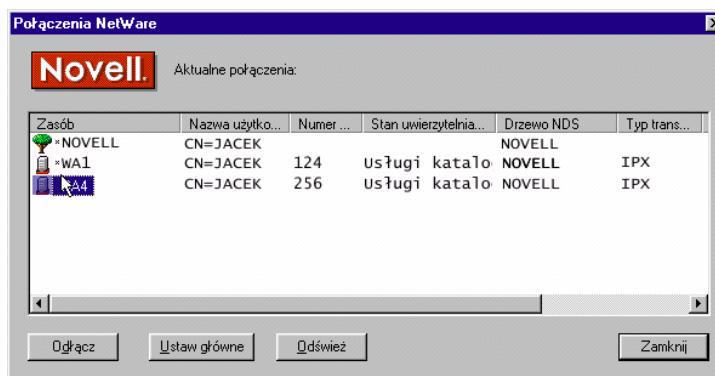 Połączenia NetWare
Novell.
Aktualne połączenia:
Zasób Nazwa użytko... Numer ... Stan uwierzytelnia... Drzewo NDS Typ trans...
*NOVELL CN=JACEK NOVELL
*WA1 CN=JACEK 124 Usługi katalo NOVELL IPX
CN=JACEK 256 Usługi katalo NOVELL IPX
Odłącz Ustaw główne Odśwież Zamknij